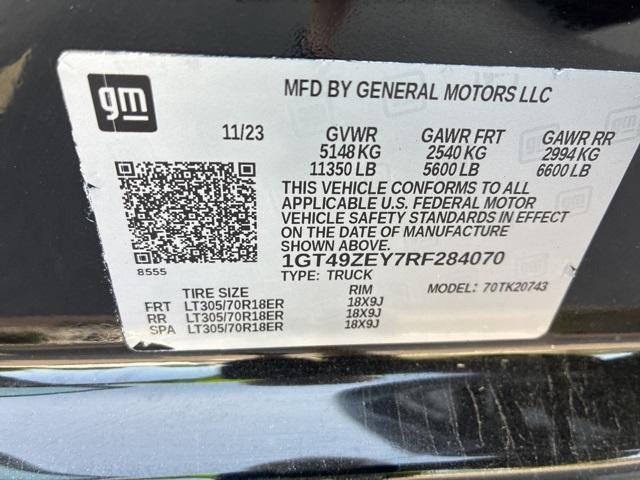 gm
MFD BY GENERAL MOTORS LLC
11/23 GVWR GAWR FRT GAWR RR
5148 KG 2540 KG 2994 KG
11350 LB 5600 LB 6600 LB
THIS VEHICLE CONFORMS TO ALL
APPLICABLE U.S. FEDERAL MOTOR
VEHICLE SAFETY STANDARDS IN EFFECT
ON THE DATE OF MANUFACTURE
SHOWN ABOVE.
1GT49ZEY7RF284070
8555
TYPE: TRUCK MODEL: 70TK20743
TIRE SIZE RIM
FRT LT305/70R18ER 18X9J
RR LT305/70R18ER 18X9J
SPA LT305/70R18ER 18X9J